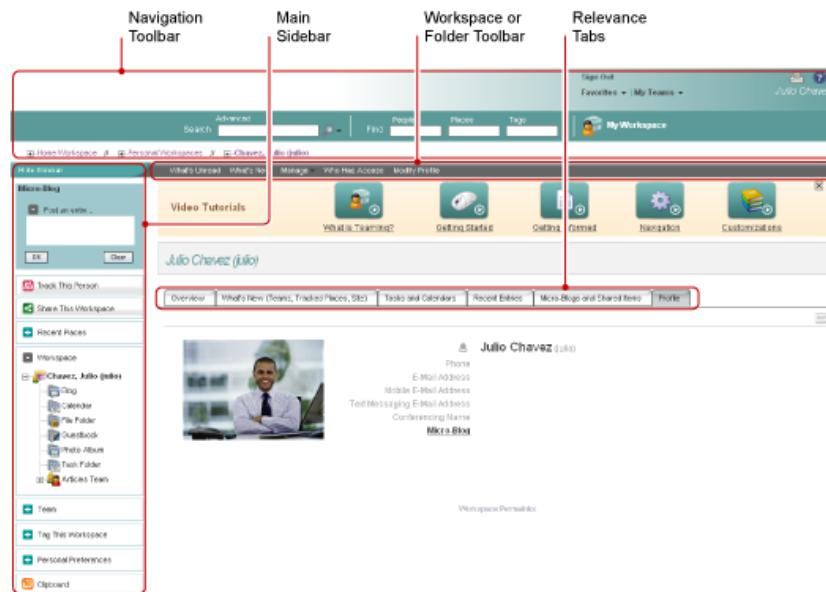 Navigation Toolbar
Main Sidebar
Workspace or Folder Toolbar
Relevance Tabs
Sign Out
Favorites | My Teams
Julio Chavez
Advanced
Search
Find
People
Places
Tags
My Workspace
Home Workspace // Personal Workspaces // Chavez, Julio (julio)
Hide Sidebar
What's Unread What's New Manage Who Has Access Modify Profile
Micro-Blog
Post an entry...
OK
Clear
Video Tutorials
What is Teaming?
Getting Started
Getting Informed
Navigation
Customizations
Julio Chavez (julio)
Track This Person
Share This Workspace
Recent Places
Workspace
Chavez, Julio (julio)
Blog
Calendar
File Folder
Guestbook
Photo Album
Task Folder
Articles Team
Team
Tag This Workspace
Personal Preferences
Clipboard
Overview
What's New (Teams, Tracked Places, Site)
Tasks and Calendars
Recent Entries
Micro-Blogs and Shared Items
Profile
Julio Chavez (julio)
Phone
E-Mail Address
Mobile E-Mail Address
Text Messaging E-Mail Address
Conferencing Name
Micro-Blog
Workspace Permalinks